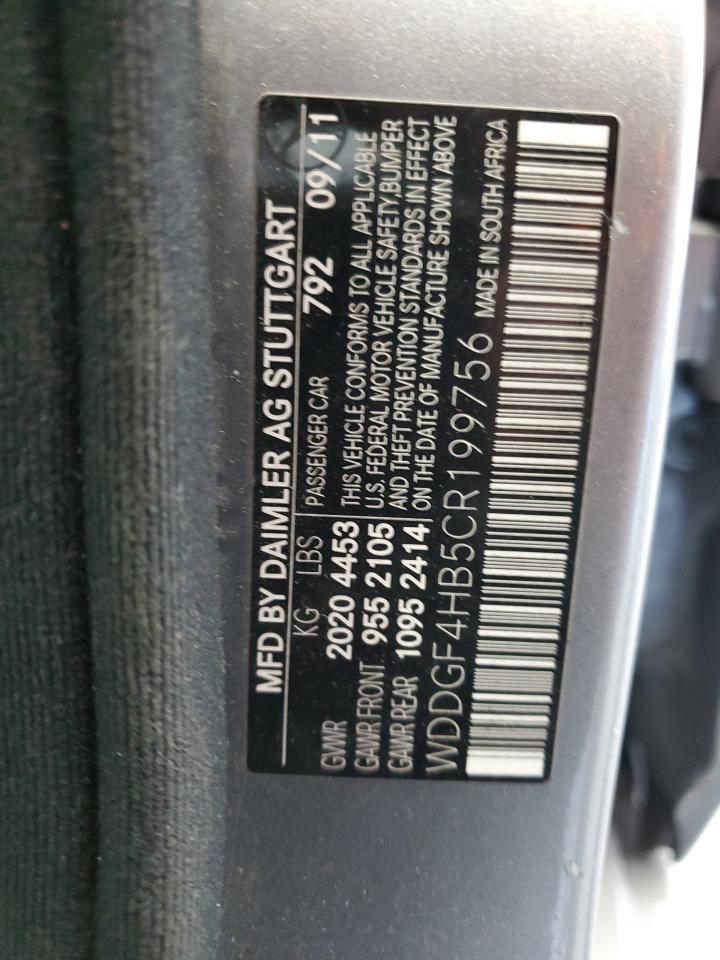 MFD BY DAIMLER AG STUTTGART
KG LBS PASSENGER CAR 792 09/11
GWR 2020 4453 THIS VEHICLE CONFORMS TO ALL APPLICABLE
GAWR FRONT 955 2105 U.S. FEDERAL MOTOR VEHICLE SAFETY, BUMPER
GAWR REAR 1095 2414 AND THEFT PREVENTION STANDARDS IN EFFECT
ON THE DATE OF MANUFACTURE SHOWN ABOVE
WDDGF4HB5CR199756 MADE IN SOUTH AFRICA